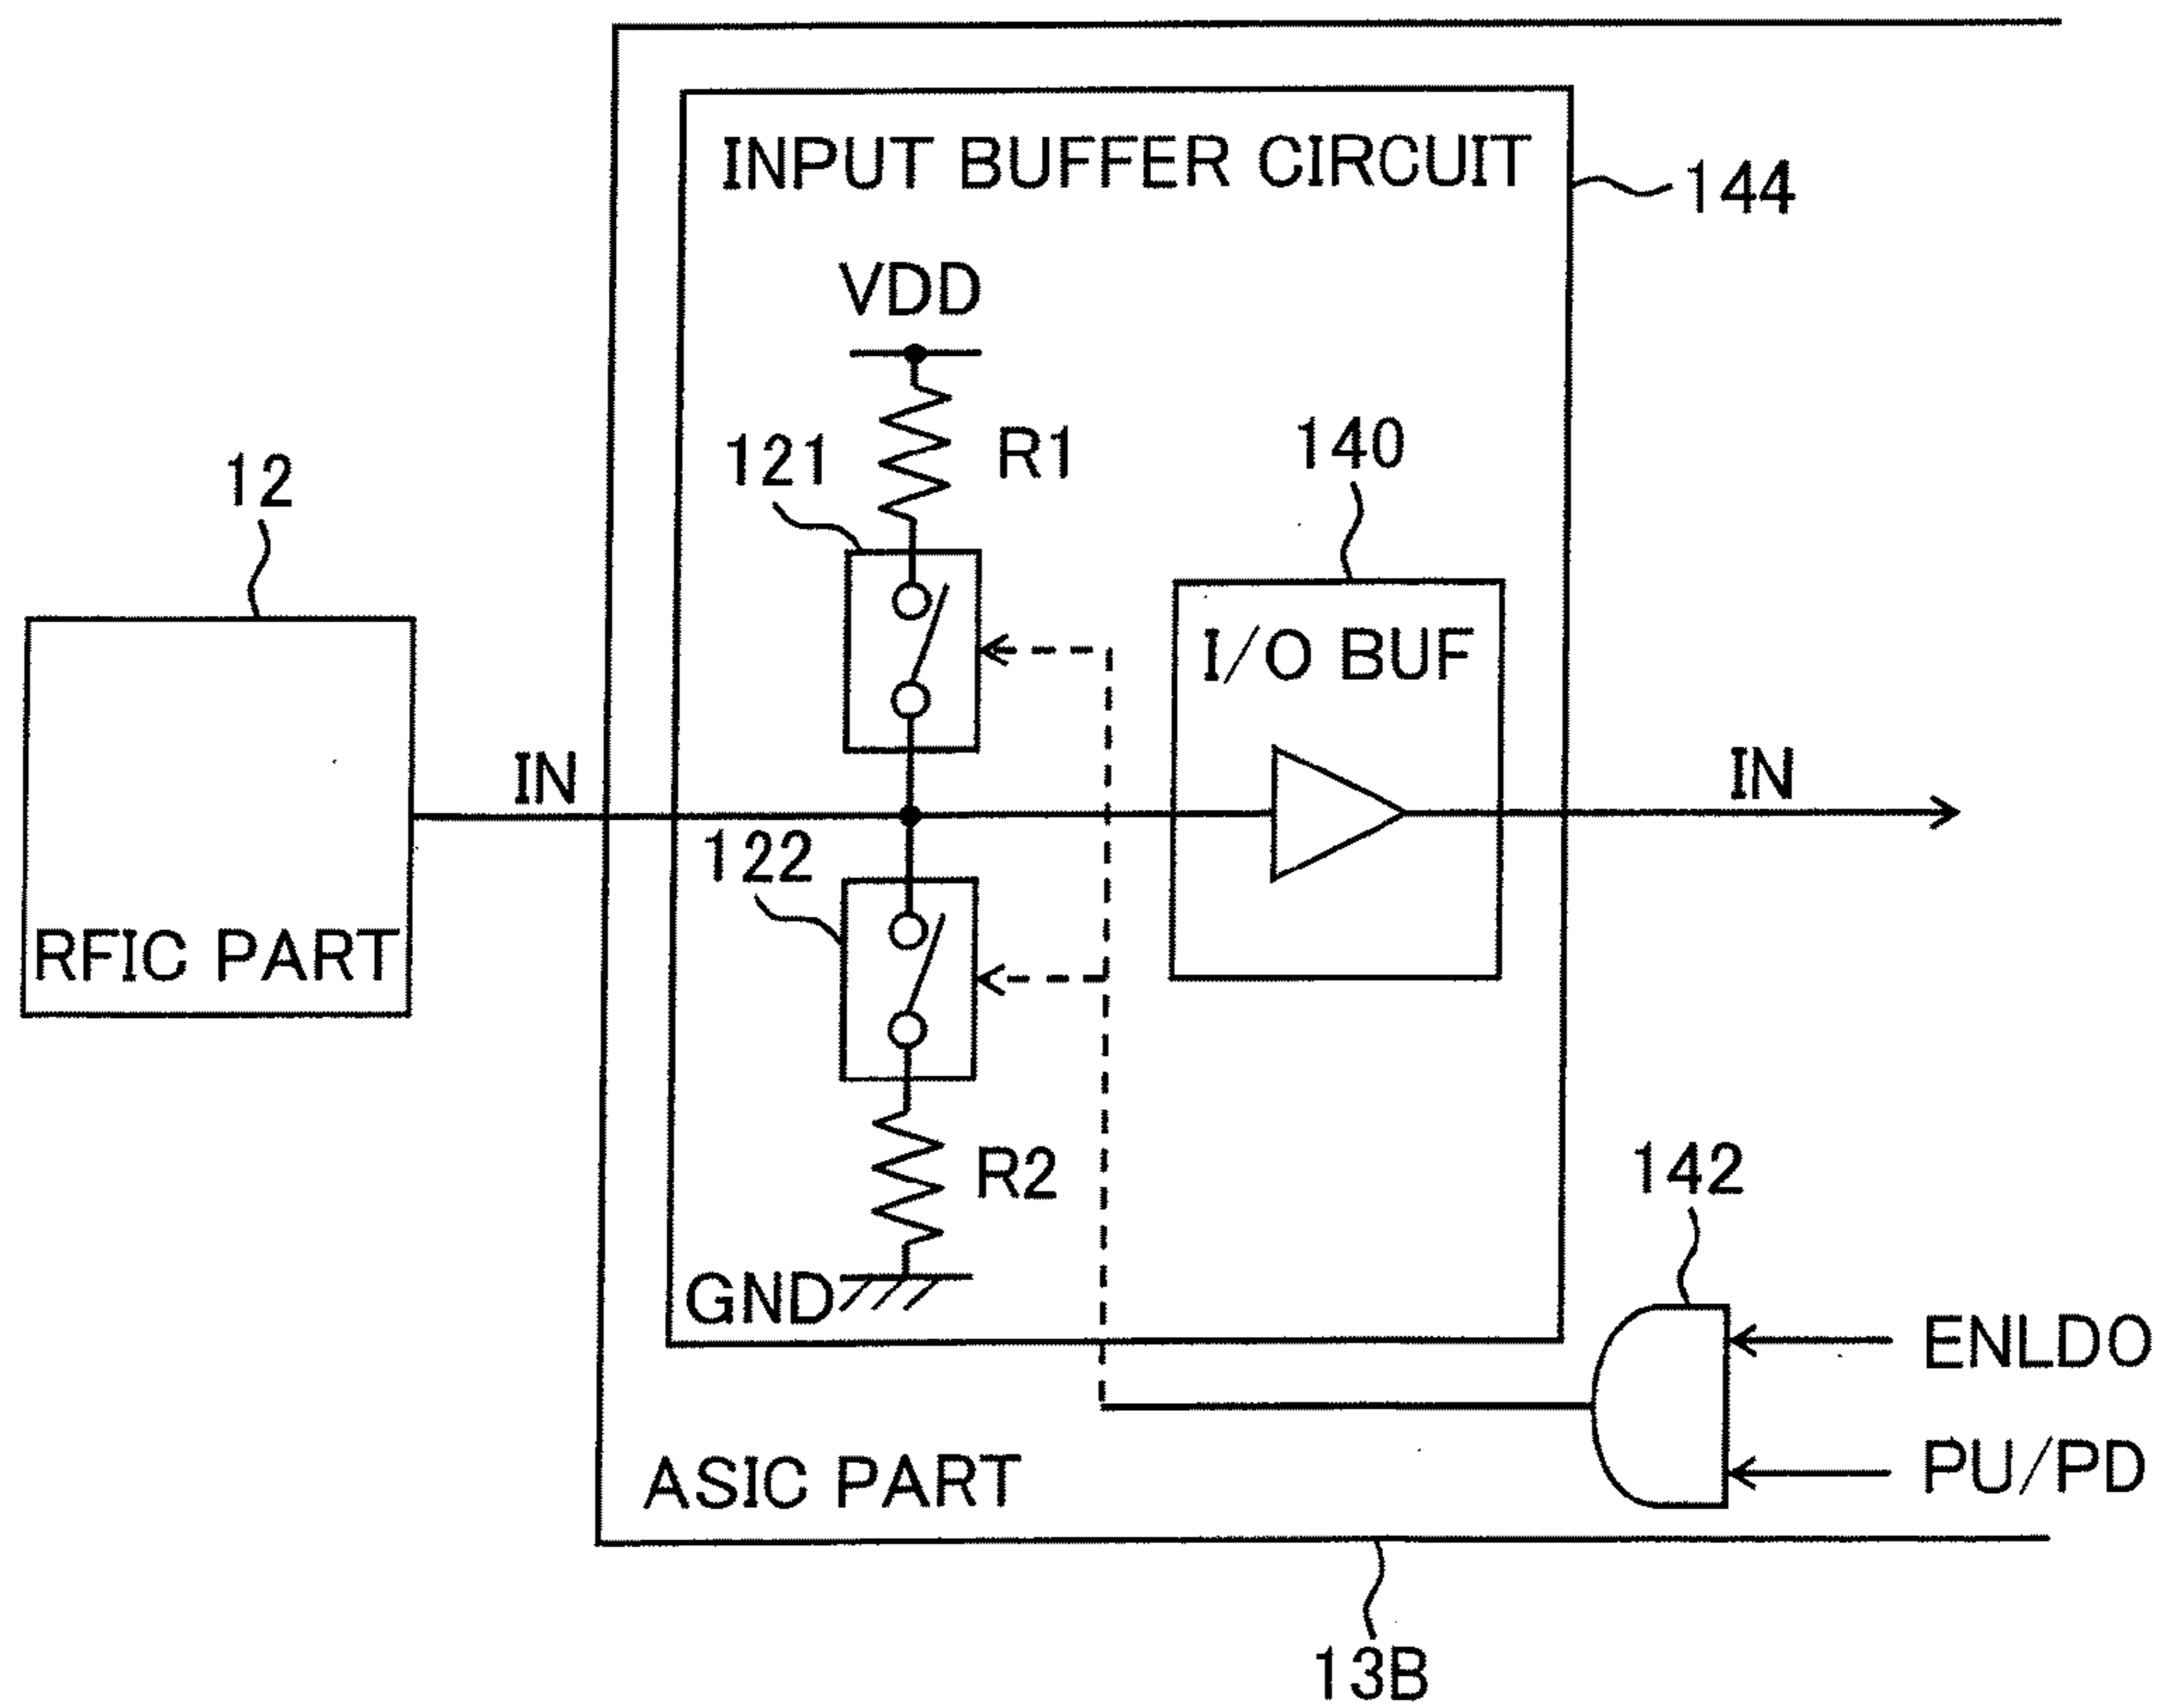 INPUT BUFFER CIRCUIT
144
VDD
R1
121
140
12
I/O BUF
IN
IN
122
RFIC PART
R2
142
GND
ENLDO
ASIC PART
PU/PD
13B